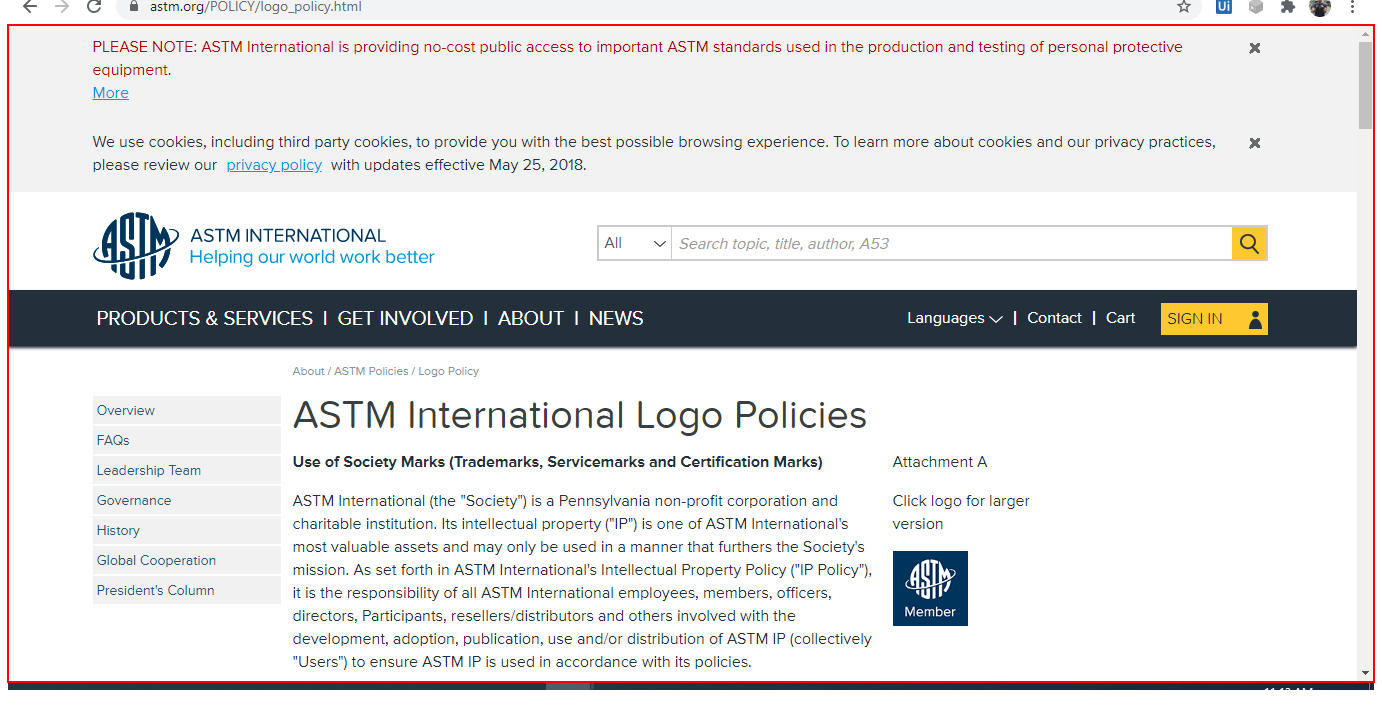 astm.org/POLICY/logo_policy.html
Ui
PLEASE NOTE: ASTM International is providing no-cost public access to important ASTM standards used in the production and testing of personal protective
equipment.
More
We use cookies, including third party cookies, to provide you with the best possible browsing experience. To learn more about cookies and our privacy practices,
please review our privacy policy with updates effective May 25, 2018.
ASTM
ASTM INTERNATIONAL
Helping our world work better
All
Search topic, title, author, A53
PRODUCTS & SERVICES | GET INVOLVED | ABOUT | NEWS
Languages | Contact | Cart
SIGN IN
About / ASTM Policies / Logo Policy
Overview
FAQs
Leadership Team
Governance
History
Global Cooperation
President's Column
ASTM International Logo Policies
Use of Society Marks (Trademarks, Servicemarks and Certification Marks)
ASTM International (the "Society") is a Pennsylvania non-profit corporation and
charitable institution. Its intellectual property ("IP") is one of ASTM International's
most valuable assets and may only be used in a manner that furthers the Society's
mission. As set forth in ASTM International's Intellectual Property Policy ("IP Policy"),
it is the responsibility of all ASTM International employees, members, officers,
directors, Participants, resellers/distributors and others involved with the
development, adoption, publication, use and/or distribution of ASTM IP (collectively
"Users") to ensure ASTM IP is used in accordance with its policies.
Attachment A
Click logo for larger
version
ASTM
Member